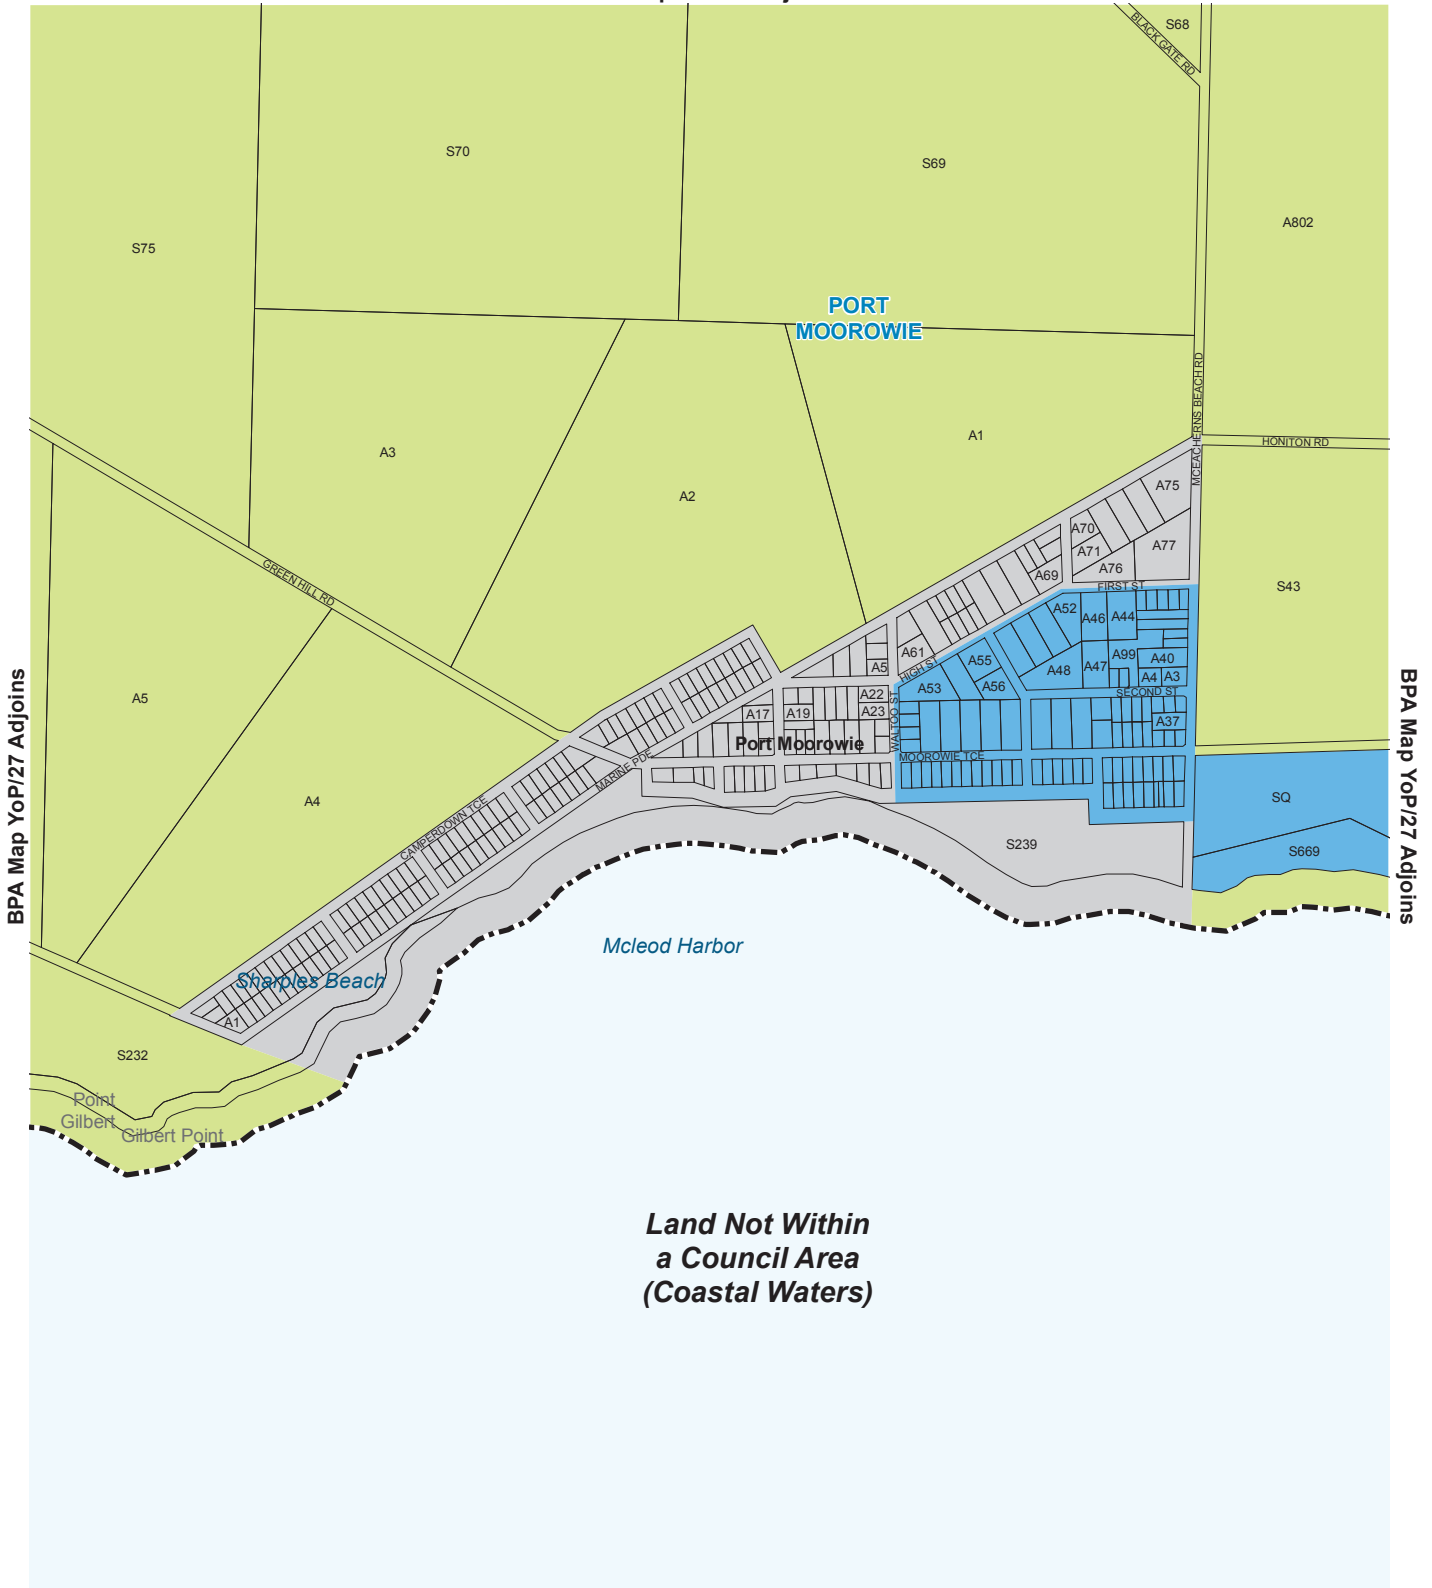 S68
BLACK GATE RD
S70
S69
A802
S75
PORT
MOOROWIE
MCEACHERNS BEACH RD
HONITON RD
A1
A3
A2
A75
A70
A71
A77
A76
A69
FIRST ST
GREEN HILL RD
S43
A52
A46
A44
A61
A5
HIGH ST
A55
A48
A47
A99
A40
A4
A3
A53
A56
SECOND ST
A22
A23
A17
A19
WALTOO ST
A37
Port Moorowie
MOOROWIE TCE
MARINE PDE
A5
A4
CAMPERDOWN TCE
SQ
S239
S669
BPA Map YoP/27 Adjoins
BPA Map YoP/27 Adjoins
Mcleod Harbor
Sharples Beach
A1
S232
Point
Gilbert
Gilbert Point
Land Not Within
a Council Area
(Coastal Waters)